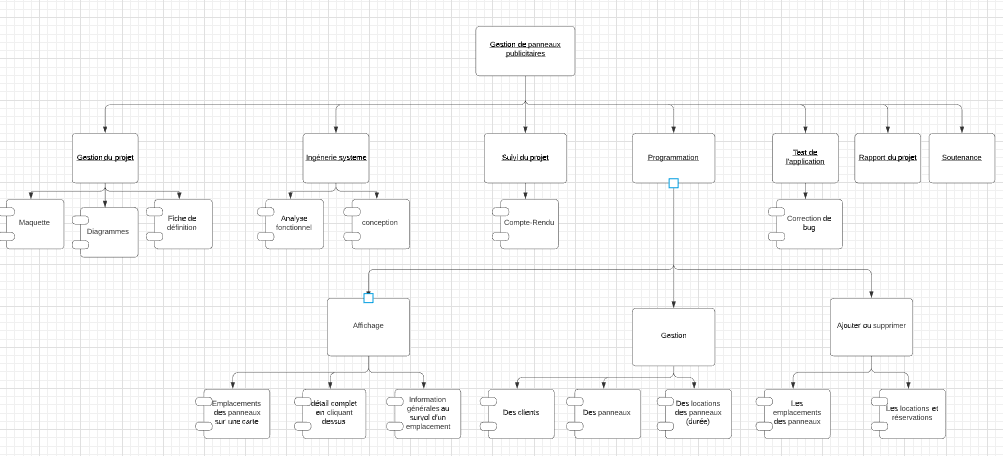 Gestion de panneaux
publicitaires
Gestion du projet
Ingénerie systeme
Suivi du projet
Programmation
Test de
l'application
Rapport du projet
Soutenance
Maquette
Diagrammes
Fiche de
définition
Analyse
fonctionnel
conception
Compte-Rendu
Correction de
bug
Affichage
Gestion
Ajouter ou supprimer
Emplacements
des panneaux
sur une carte
détail complet
en cliquant
dessus
Information
générales au
survol d'un
emplacement
Des clients
Des panneaux
Des locations
des panneaux
(durée)
Les
emplacements
des panneaux
Les locations et
réservations